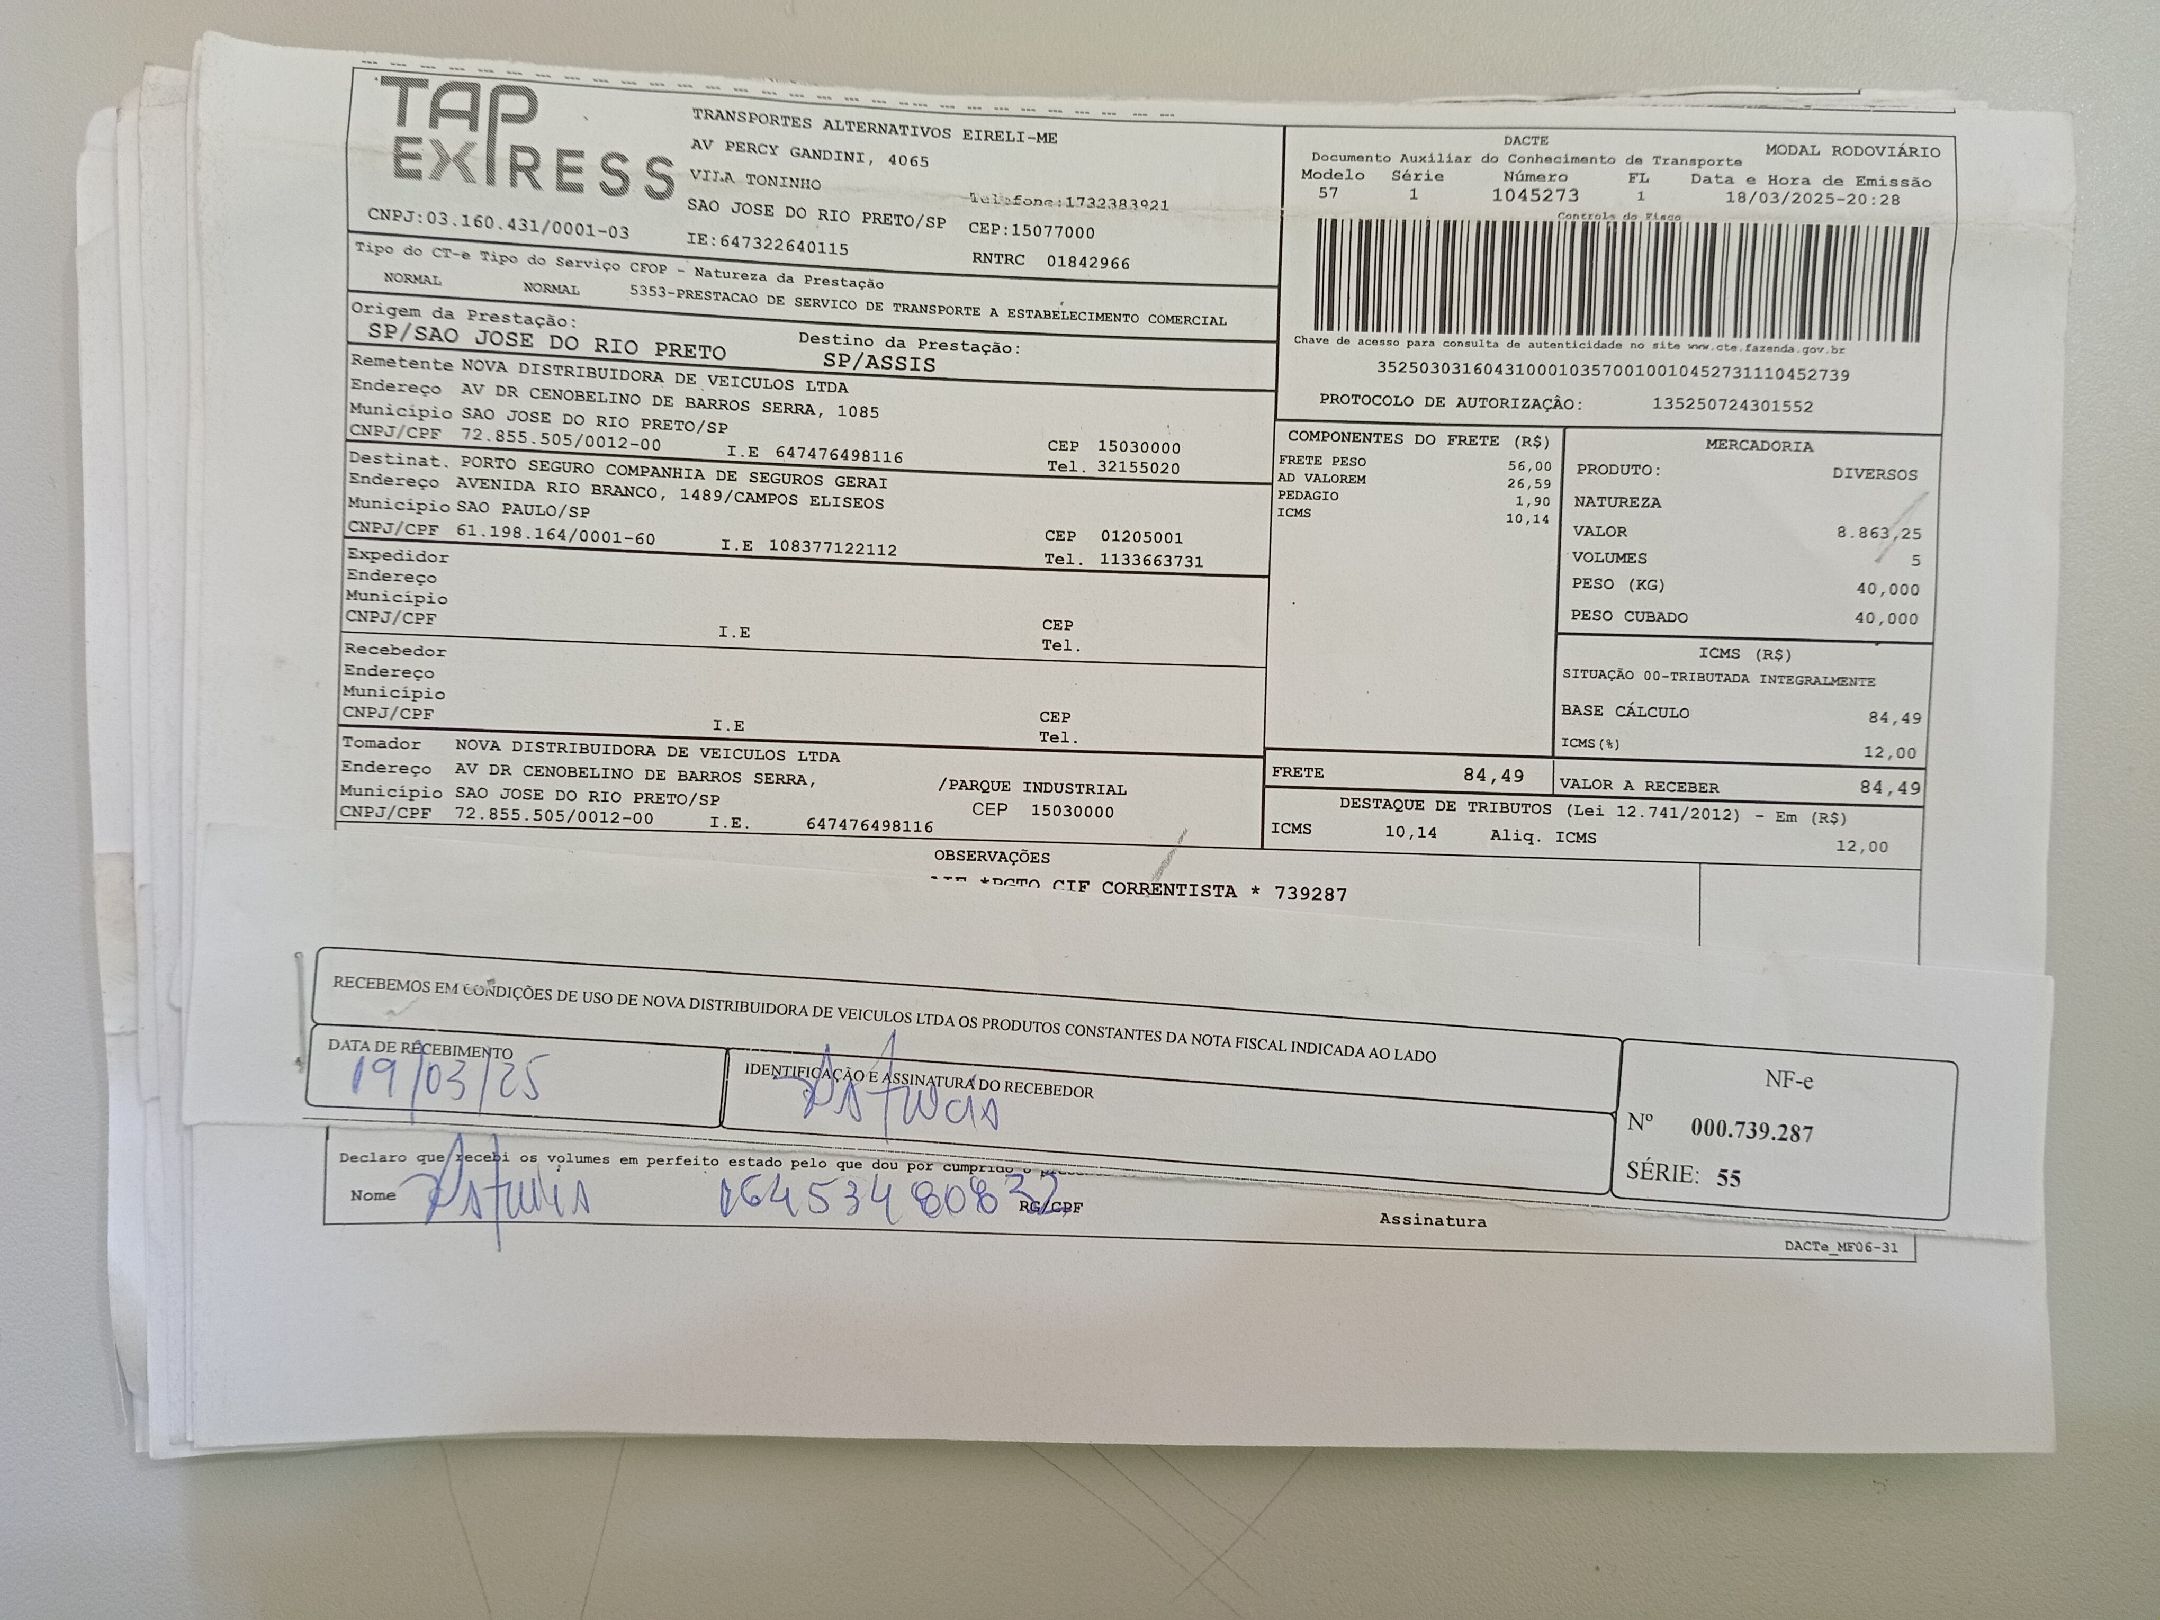 TAP EXPRESS
TRANSPORTES ALTERNATIVOS EIRELI-ME
AV PERCY GANDINI, 4065
VILA TONINHO
Telefone:1732383921
SAO JOSE DO RIO PRETO/SP CEP:15077000
CNPJ:03.160.431/0001-03 IE:647322640115 RNTRC 01842966
DACTE
MODAL RODOVIÁRIO
Documento Auxiliar do Conhecimento de Transporte
Modelo Série Número FL Data e Hora de Emissão
57 1 1045273 1 18/03/2025-20:28
Controle do Fisco
Chave de acesso para consulta de autenticidade no site www.cte.fazenda.gov.br
35250303160431000103570010010452731110452739
PROTOCOLO DE AUTORIZAÇÂO: 135250724301552
Tipo do CT-e Tipo do Serviço CFOP - Natureza da Prestação
NORMAL NORMAL 5353-PRESTACAO DE SERVICO DE TRANSPORTE A ESTABELECIMENTO COMERCIAL
Origem da Prestação: Destino da Prestação:
SP/SAO JOSE DO RIO PRETO SP/ASSIS
Remetente NOVA DISTRIBUIDORA DE VEICULOS LTDA
Endereço AV DR CENOBELINO DE BARROS SERRA, 1085
Município SAO JOSE DO RIO PRETO/SP CEP 15030000
CNPJ/CPF 72.855.505/0012-00 I.E 647476498116 Tel. 32155020
Destinat. PORTO SEGURO COMPANHIA DE SEGUROS GERAI
Endereço AVENIDA RIO BRANCO, 1489/CAMPOS ELISEOS
Município SAO PAULO/SP CEP 01205001
CNPJ/CPF 61.198.164/0001-60 I.E 108377122112 Tel. 1133663731
Expedidor
Endereço
Município CEP
CNPJ/CPF I.E Tel.
Recebedor
Endereço
Município CEP
CNPJ/CPF I.E Tel.
Tomador NOVA DISTRIBUIDORA DE VEICULOS LTDA
Endereço AV DR CENOBELINO DE BARROS SERRA, /PARQUE INDUSTRIAL
Município SAO JOSE DO RIO PRETO/SP CEP 15030000
CNPJ/CPF 72.855.505/0012-00 I.E. 647476498116
COMPONENTES DO FRETE (R$)
FRETE PESO 56,00
AD VALOREM 26,59
PEDAGIO 1,90
ICMS 10,14
MERCADORIA
PRODUTO: DIVERSOS
NATUREZA
VALOR 8.863,25
VOLUMES 5
PESO (KG) 40,000
PESO CUBADO 40,000
ICMS (R$)
SITUAÇÃO 00-TRIBUTADA INTEGRALMENTE
BASE CÁLCULO 84,49
ICMS(%) 12,00
FRETE 84,49 VALOR A RECEBER 84,49
DESTAQUE DE TRIBUTOS (Lei 12.741/2012) - Em (R$)
ICMS 10,14 Aliq. ICMS 12,00
OBSERVAÇÕES
*PGTO CIF CORRENTISTA * 739287
RECEBEMOS EM CONDIÇÕES DE USO DE NOVA DISTRIBUIDORA DE VEICULOS LTDA OS PRODUTOS CONSTANTES DA NOTA FISCAL INDICADA AO LADO
DATA DE RECEBIMENTO
19/03/25
IDENTIFICAÇÃO E ASSINATURA DO RECEBEDOR
NF-e
Nº 000.739.287
SÉRIE: 55
Declaro que recebi os volumes em perfeito estado pelo que dou por cumprido o
Nome 16453480832 RG/CPF Assinatura
DACTe_MF06-31